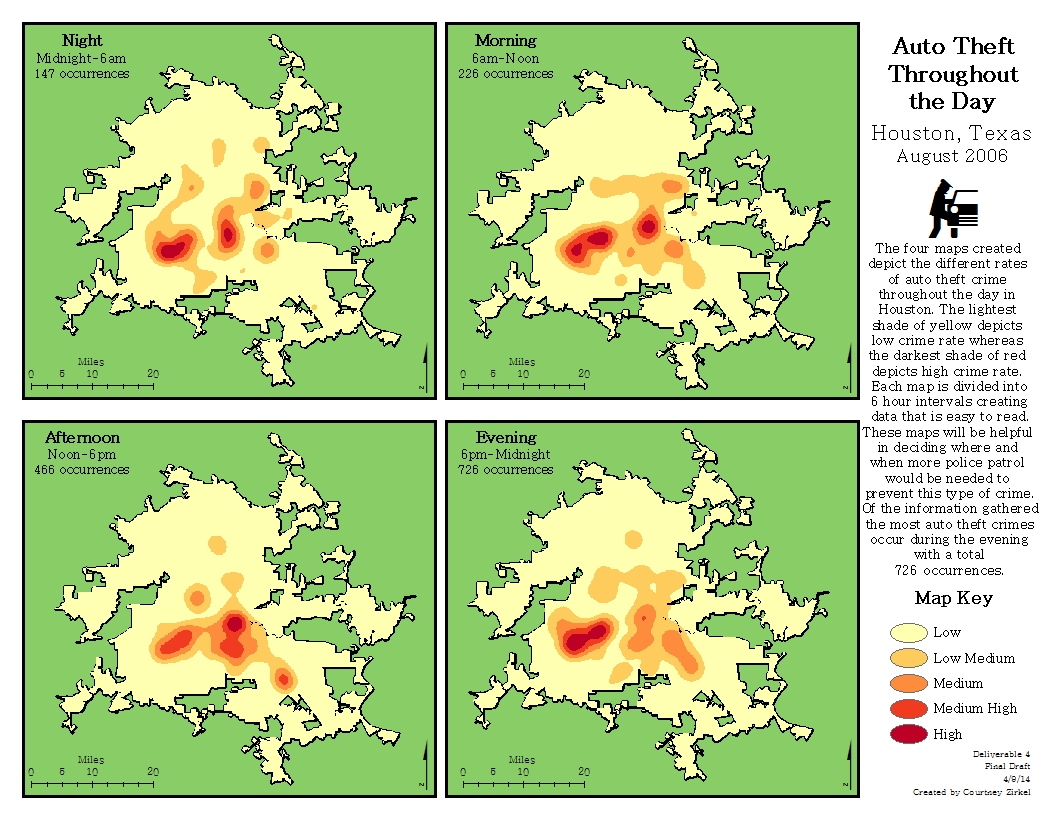 Night
Midnight-6am
147 occurrences
Miles
0 5 10 20
N
Morning
6am-Noon
226 occurrences
Miles
0 5 10 20
N
Afternoon
Noon-6pm
466 occurrences
Miles
0 5 10 20
N
Evening
6pm-Midnight
726 occurrences
Miles
0 5 10 20
N
Auto Theft
Throughout
the Day
Houston, Texas
August 2006
The four maps created
depict the different rates
of auto theft crime
throughout the day in
Houston. The lightest
shade of yellow depicts
low crime rate whereas
the darkest shade of red
depicts high crime rate.
Each map is divided into
6 hour intervals creating
data that is easy to read.
These maps will be helpful
in deciding where and
when more police patrol
would be needed to
prevent this type of crime.
Of the information gathered
the most auto theft crimes
occur during the evening
with a total
726 occurrences.
Map Key
Low
Low Medium
Medium
Medium High
High
Deliverable 4
Final Draft
4/9/14
Created by Courtney Zirkel